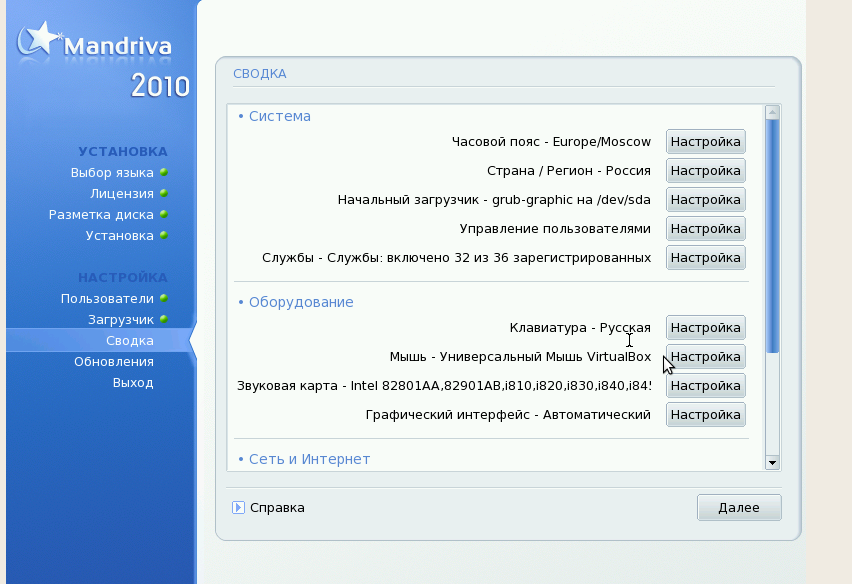 Mandriva
2010
УСТАНОВКА
Выбор языка
Лицензия
Разметка диска
Установка
НАСТРОЙКА
Пользователи
Загрузчик
Сводка
Обновления
Выход
СВОДКА
• Система
Часовой пояс - Europe/Moscow Настройка
Страна / Регион - Россия Настройка
Начальный загрузчик - grub-graphic на /dev/sda Настройка
Управление пользователями Настройка
Службы - Службы: включено 32 из 36 зарегистрированных Настройка
• Оборудование
Клавиатура - Русская Настройка
Мышь - Универсальный Мышь VirtualBox Настройка
Звуковая карта - Intel 82801AA,82901AB,i810,i820,i830,i840,i84 Настройка
Графический интерфейс - Автоматический Настройка
• Сеть и Интернет
Справка
Далее